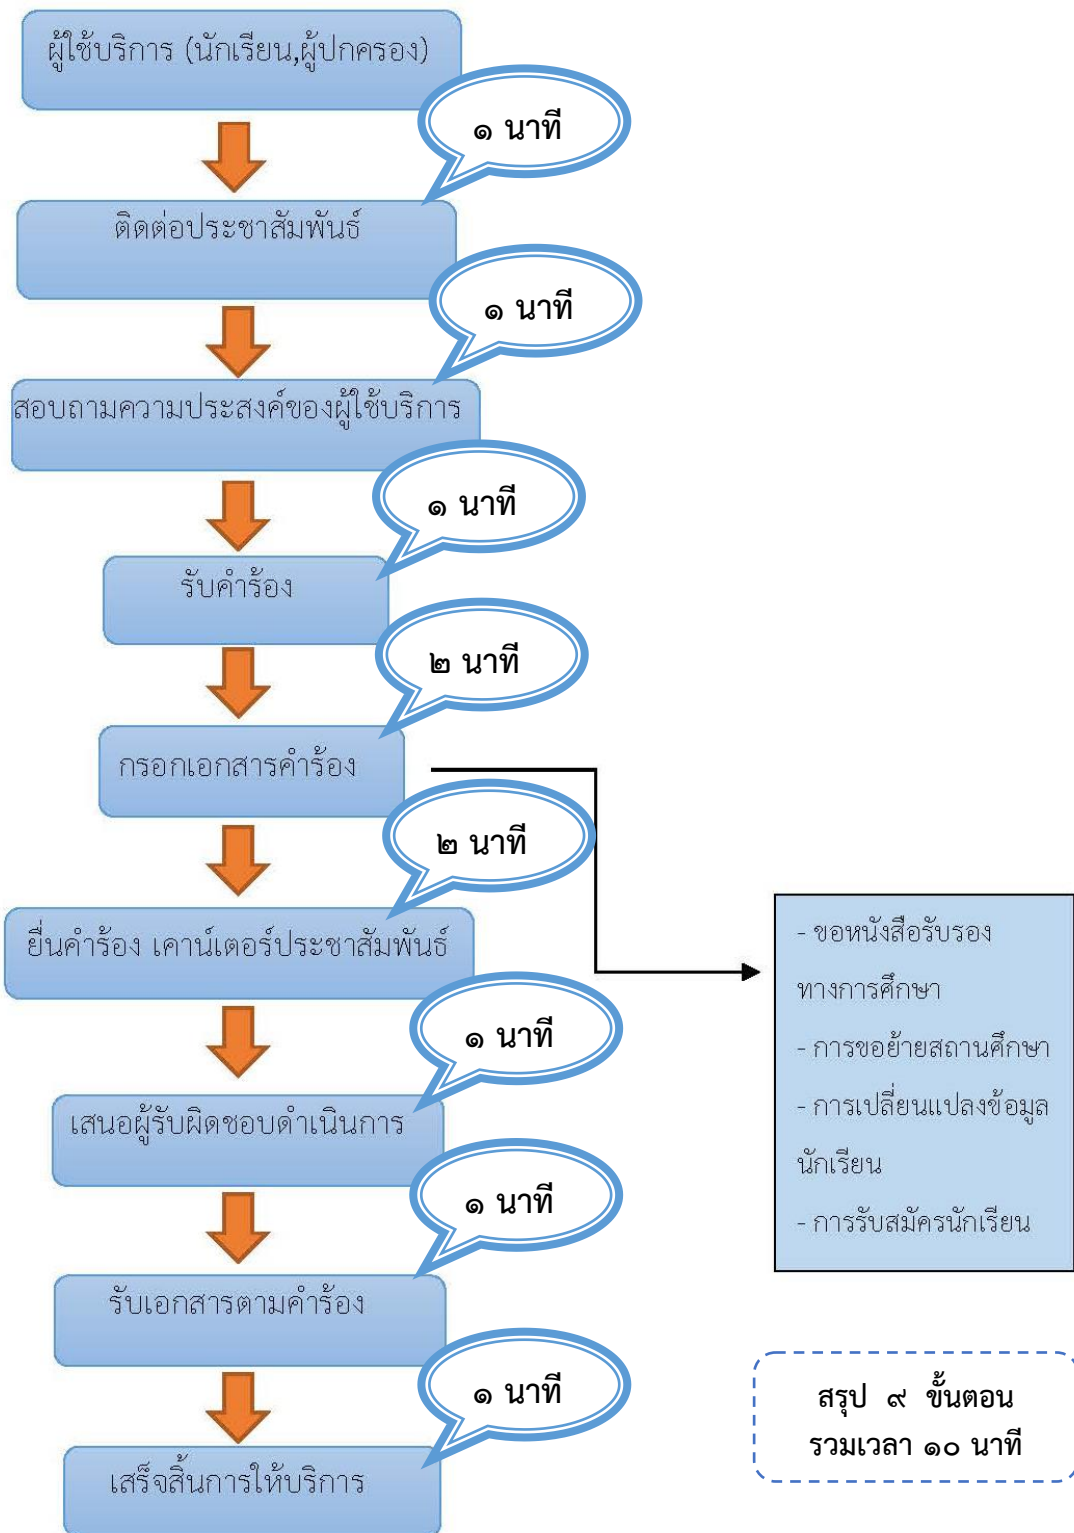 ผู้ใช้บริการ (นักเรียน,ผู้ปกครอง)
๑ นาที
ติดต่อประชาสัมพันธ์
๑ นาที
สอบถามความประสงค์ของผู้ใช้บริการ
๑ นาที
รับคำร้อง
๒ นาที
กรอกเอกสารคำร้อง
๒ นาที
ยื่นคำร้อง เคาน์เตอร์ประชาสัมพันธ์
- ขอหนังสือรับรอง
ทางการศึกษา
- การขอย้ายสถานศึกษา
- การเปลี่ยนแปลงข้อมูล
นักเรียน
- การรับสมัครนักเรียน
๑ นาที
เสนอผู้รับผิดชอบดำเนินการ
๑ นาที
รับเอกสารตามคำร้อง
๑ นาที
เสร็จสิ้นการให้บริการ
สรุป ๙ ขั้นตอน
รวมเวลา ๑๐ นาที